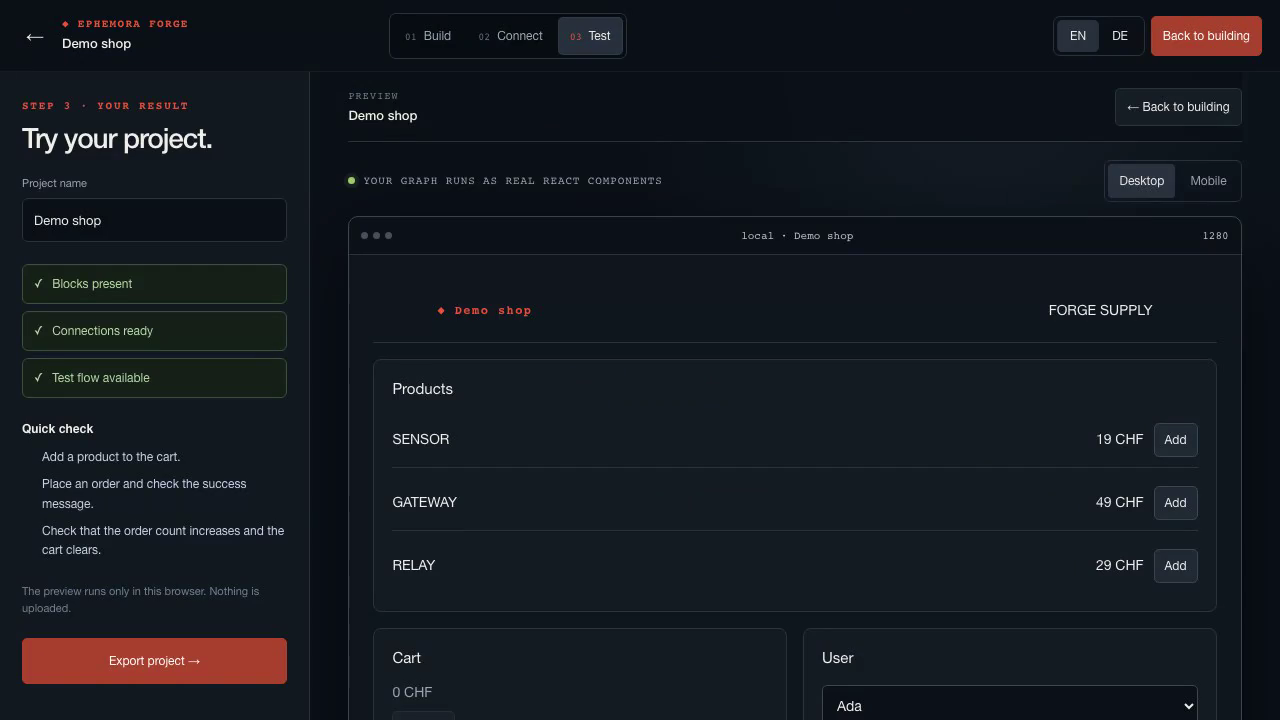 ←
◆ EPHEMORA FORGE
Demo shop
01 Build
02 Connect
03 Test
EN
DE
Back to building
STEP 3 · YOUR RESULT
Try your project.
Project name
Demo shop
✓ Blocks present
✓ Connections ready
✓ Test flow available
Quick check
Add a product to the cart.
Place an order and check the success
message.
Check that the order count increases and the
cart clears.
The preview runs only in this browser. Nothing is
uploaded.
Export project →
PREVIEW
Demo shop
← Back to building
YOUR GRAPH RUNS AS REAL REACT COMPONENTS
Desktop
Mobile
local · Demo shop
1280
◆ Demo shop
FORGE SUPPLY
Products
SENSOR
19 CHF
Add
GATEWAY
49 CHF
Add
RELAY
29 CHF
Add
Cart
0 CHF
User
Ada